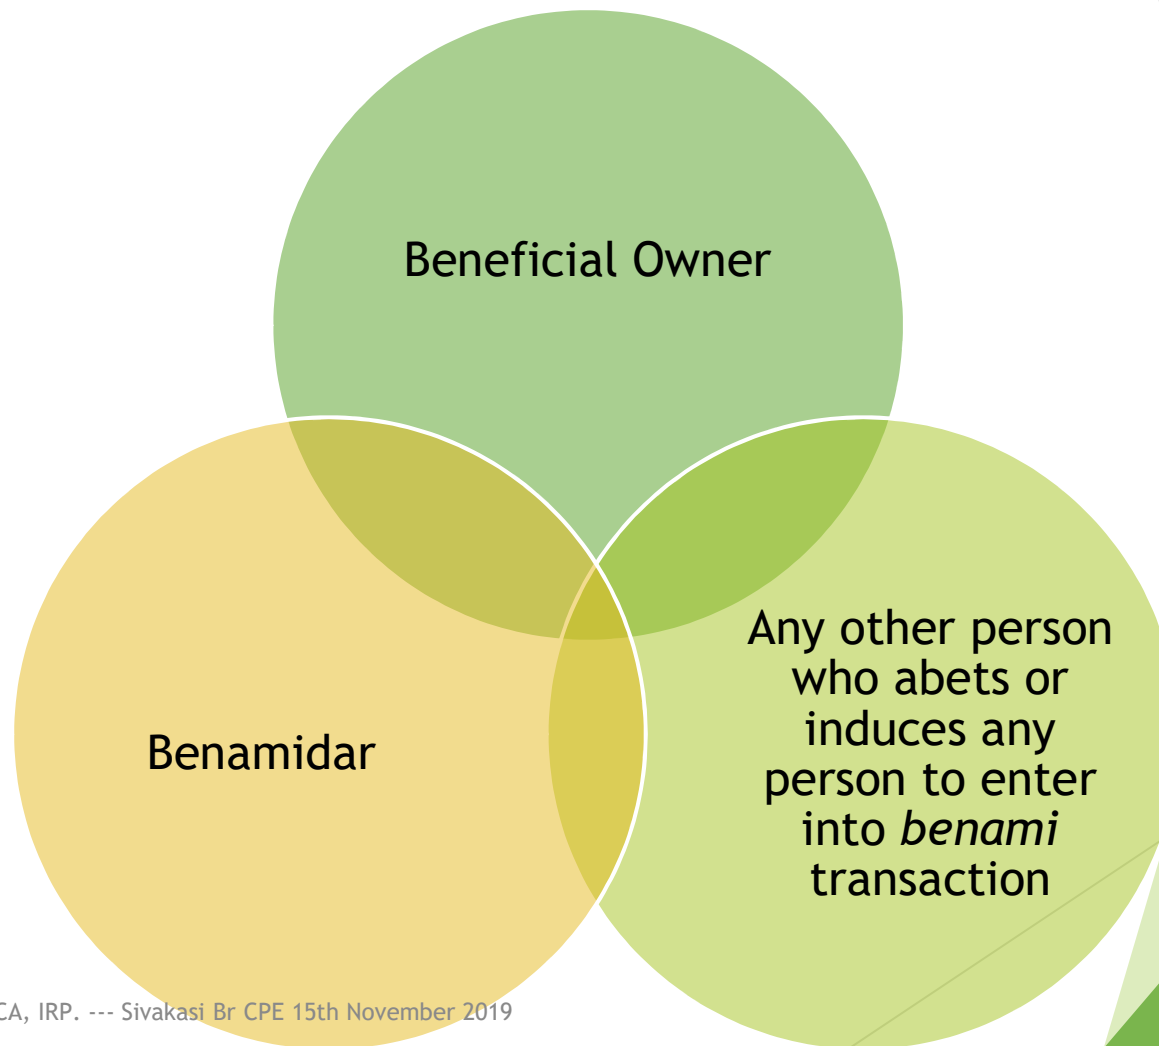 Beneficial Owner
Benamidar
Any other person
who abets or
induces any
person to enter
into benami
transaction
CA, IRP. --- Sivakasi Br CPE 15th November 2019